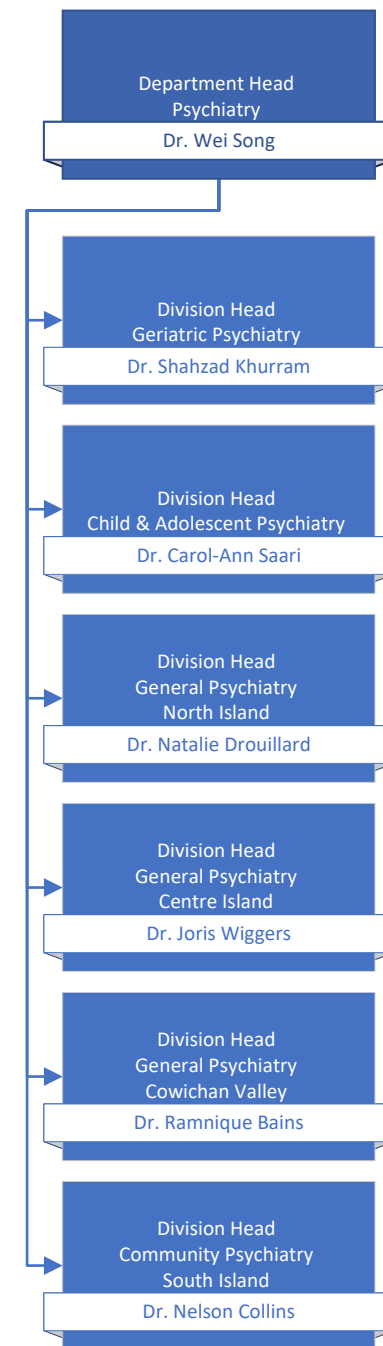 Department Head
Psychiatry
Dr. Wei Song
Division Head
Geriatric Psychiatry
Dr. Shahzad Khurram
Division Head
Child & Adolescent Psychiatry
Dr. Carol-Ann Saari
Division Head
General Psychiatry
North Island
Dr. Natalie Drouillard
Division Head
General Psychiatry
Centre Island
Dr. Joris Wiggers
Division Head
General Psychiatry
Cowichan Valley
Dr. Ramnique Bains
Division Head
Community Psychiatry
South Island
Dr. Nelson Collins